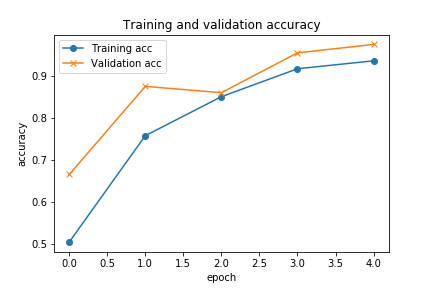 Training and validation accuracy
Training acc
Validation acc
accuracy
0.9
0.8
0.7
0.6
0.5
0.0 0.5 1.0 1.5 2.0 2.5 3.0 3.5 4.0
epoch